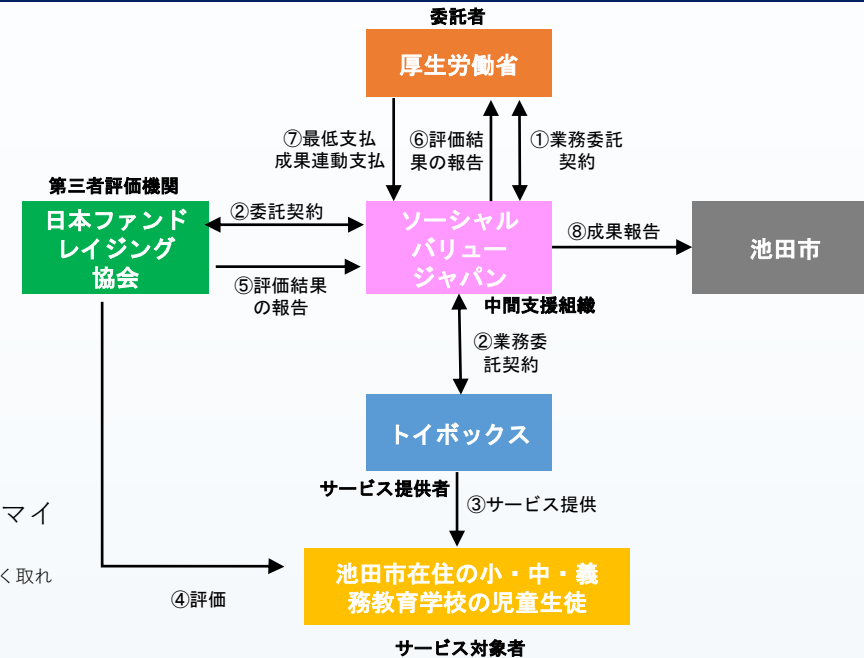 委託者
厚生労働省
⑦最低支払
成果連動支払
⑥評価結
果の報告
①業務委託
契約
第三者評価機関
日本ファンド
レイジング
協会
②委託契約
ソーシャル
バリュー
ジャパン
⑧成果報告
池田市
⑤評価結果
の報告
中間支援組織
②業務委
託契約
トイボックス
サービス提供者
③サービス提供
マイ
く取れ
池田市在住の小・中・義
務教育学校の児童生徒
④評価
サービス対象者